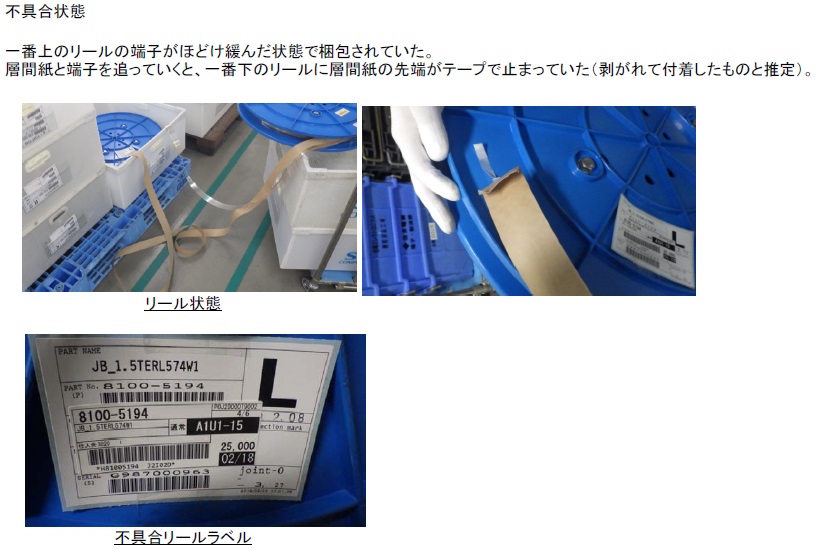 不具合状態
一番上のリールの端子がほどけ緩んだ状態で梱包されていた。
層間紙と端子を追っていくと、一番下のリールに層間紙の先端がテープで止まっていた（剥がれて付着したものと推定）。
L
リール状態
PART NAME
JB_1.5TERL574W1
L
PART No.
(P)
8100-5194
4/6
8100-5194
2.08
JB_1.5TERL574W1
通常
A1U1-15
ection mark
25,000
02/18
SERIAL
(S)
G987000963
joint-0
不具合リールラベル